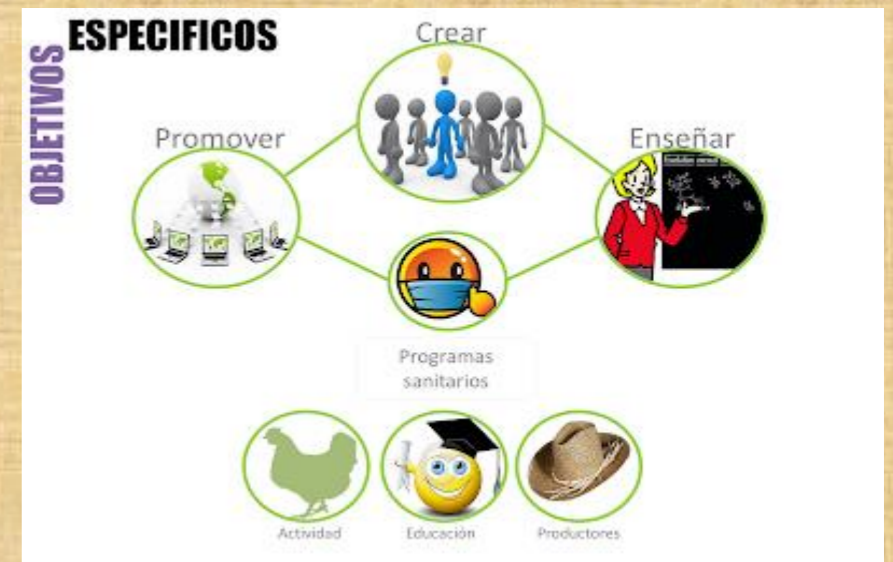 OBJETIVOS
ESPECIFICOS
Crear
Promover
Enseñar
Programas
sanitarios
Actividad
Educación
Productores